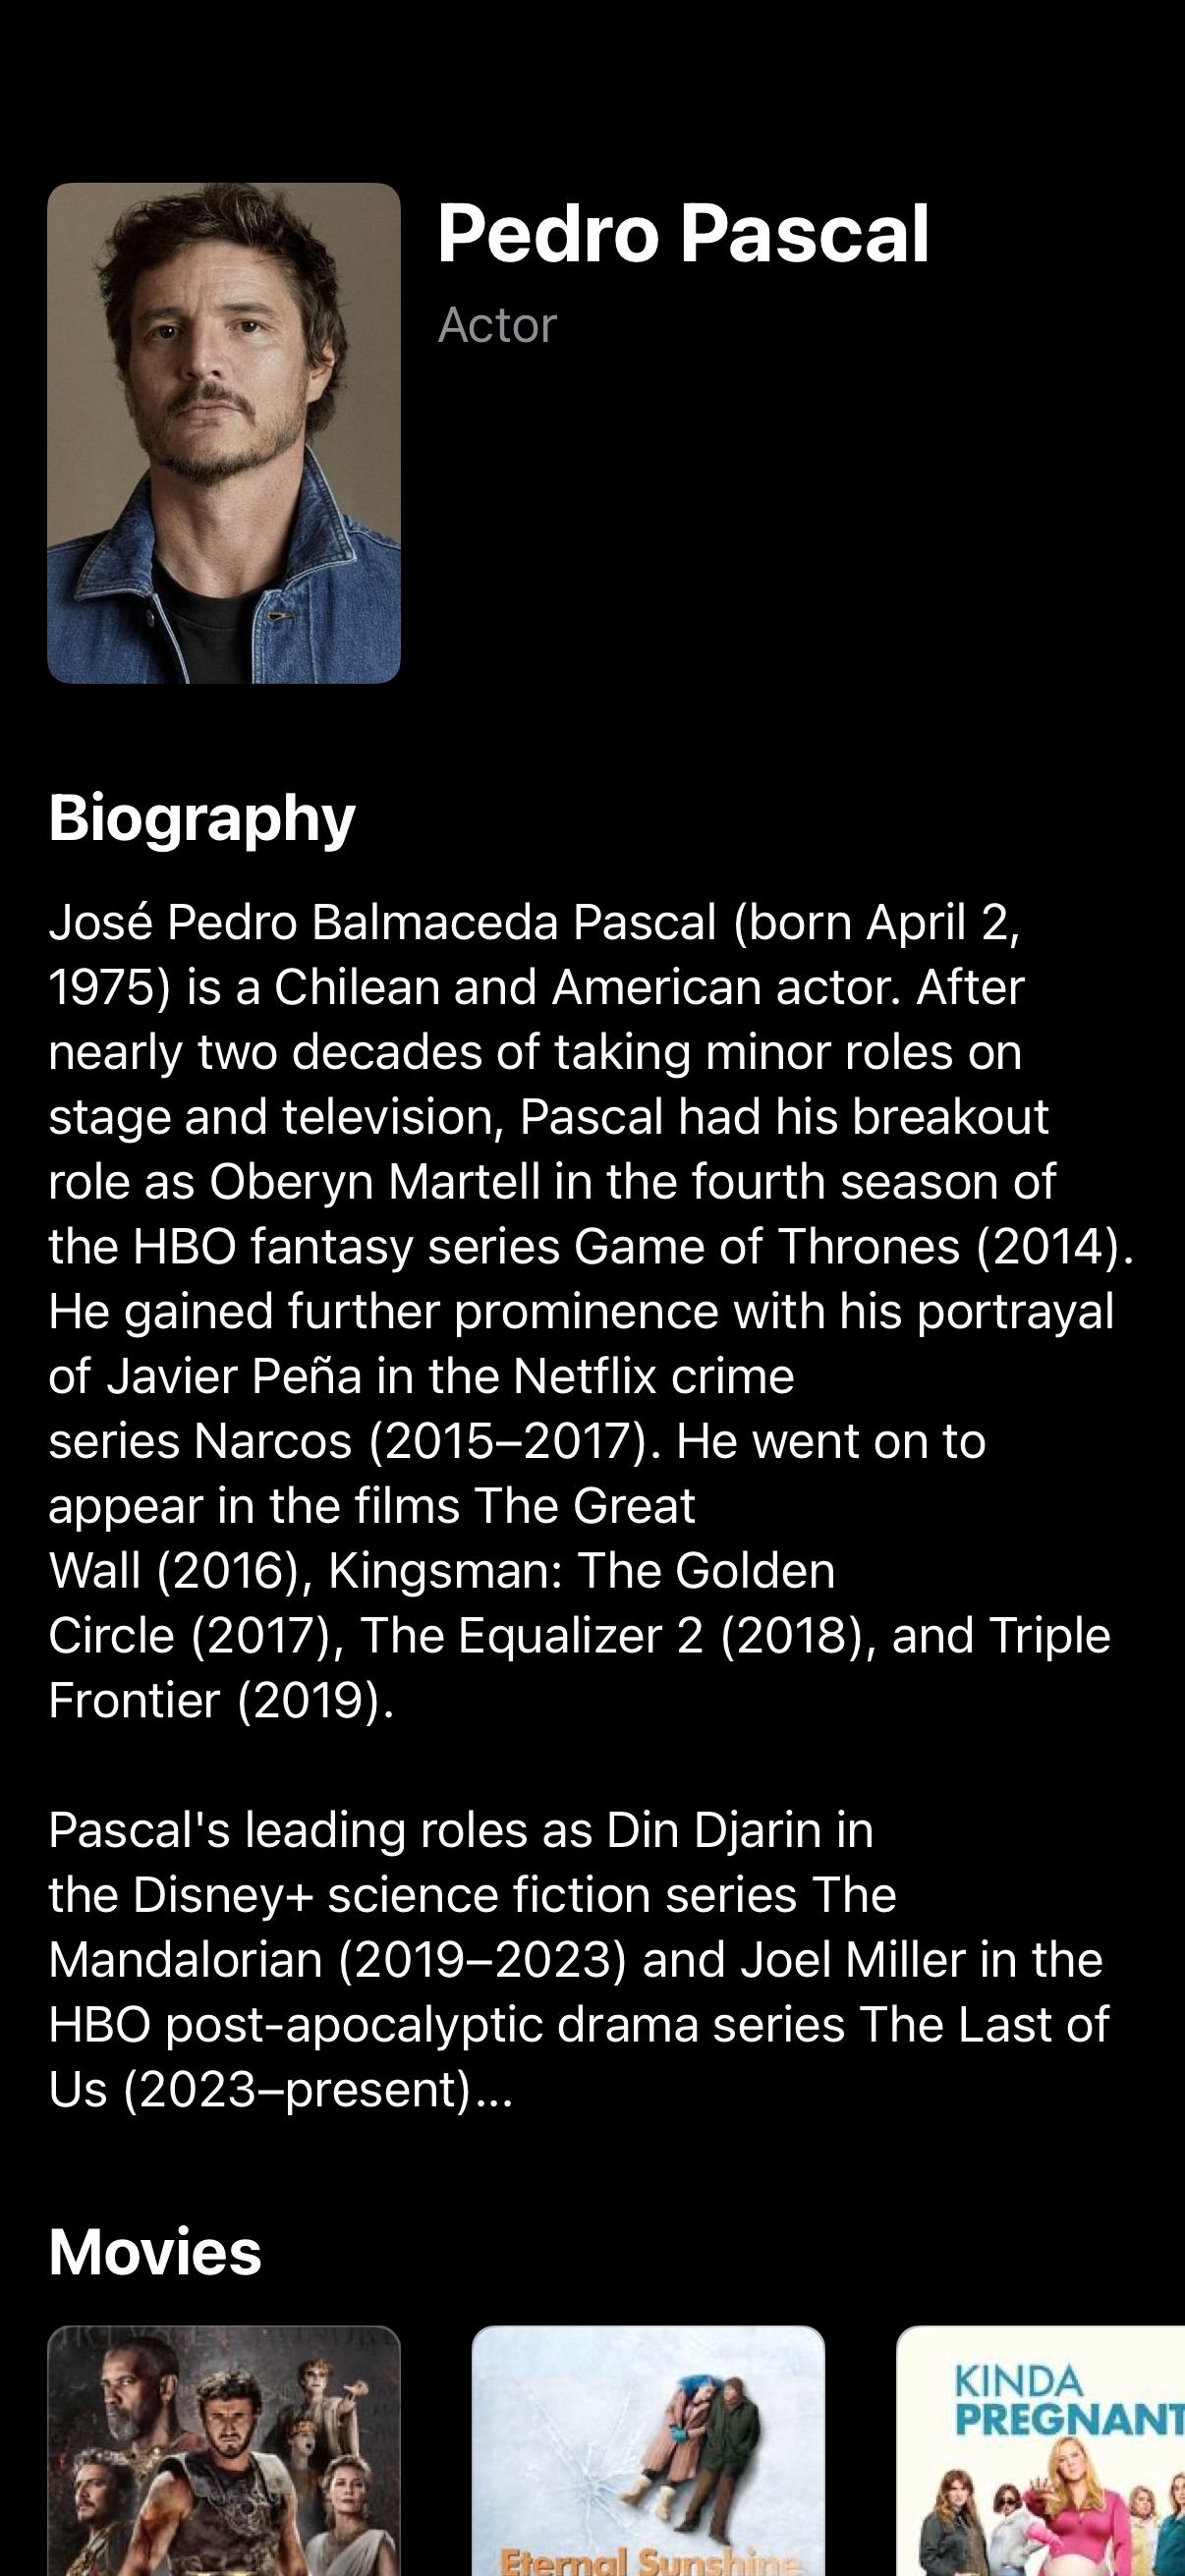 Pedro Pascal
Actor
Biography
José Pedro Balmaceda Pascal (born April 2,
1975) is a Chilean and American actor. After
nearly two decades of taking minor roles on
stage and television, Pascal had his breakout
role as Oberyn Martell in the fourth season of
the HBO fantasy series Game of Thrones (2014).
He gained further prominence with his portrayal
of Javier Peña in the Netflix crime
series Narcos (2015–2017). He went on to
appear in the films The Great
Wall (2016), Kingsman: The Golden
Circle (2017), The Equalizer 2 (2018), and Triple
Frontier (2019).
Pascal's leading roles as Din Djarin in
the Disney+ science fiction series The
Mandalorian (2019–2023) and Joel Miller in the
HBO post-apocalyptic drama series The Last of
Us (2023–present)...
Movies
Eternal Sunshine
KINDA
PREGNANT